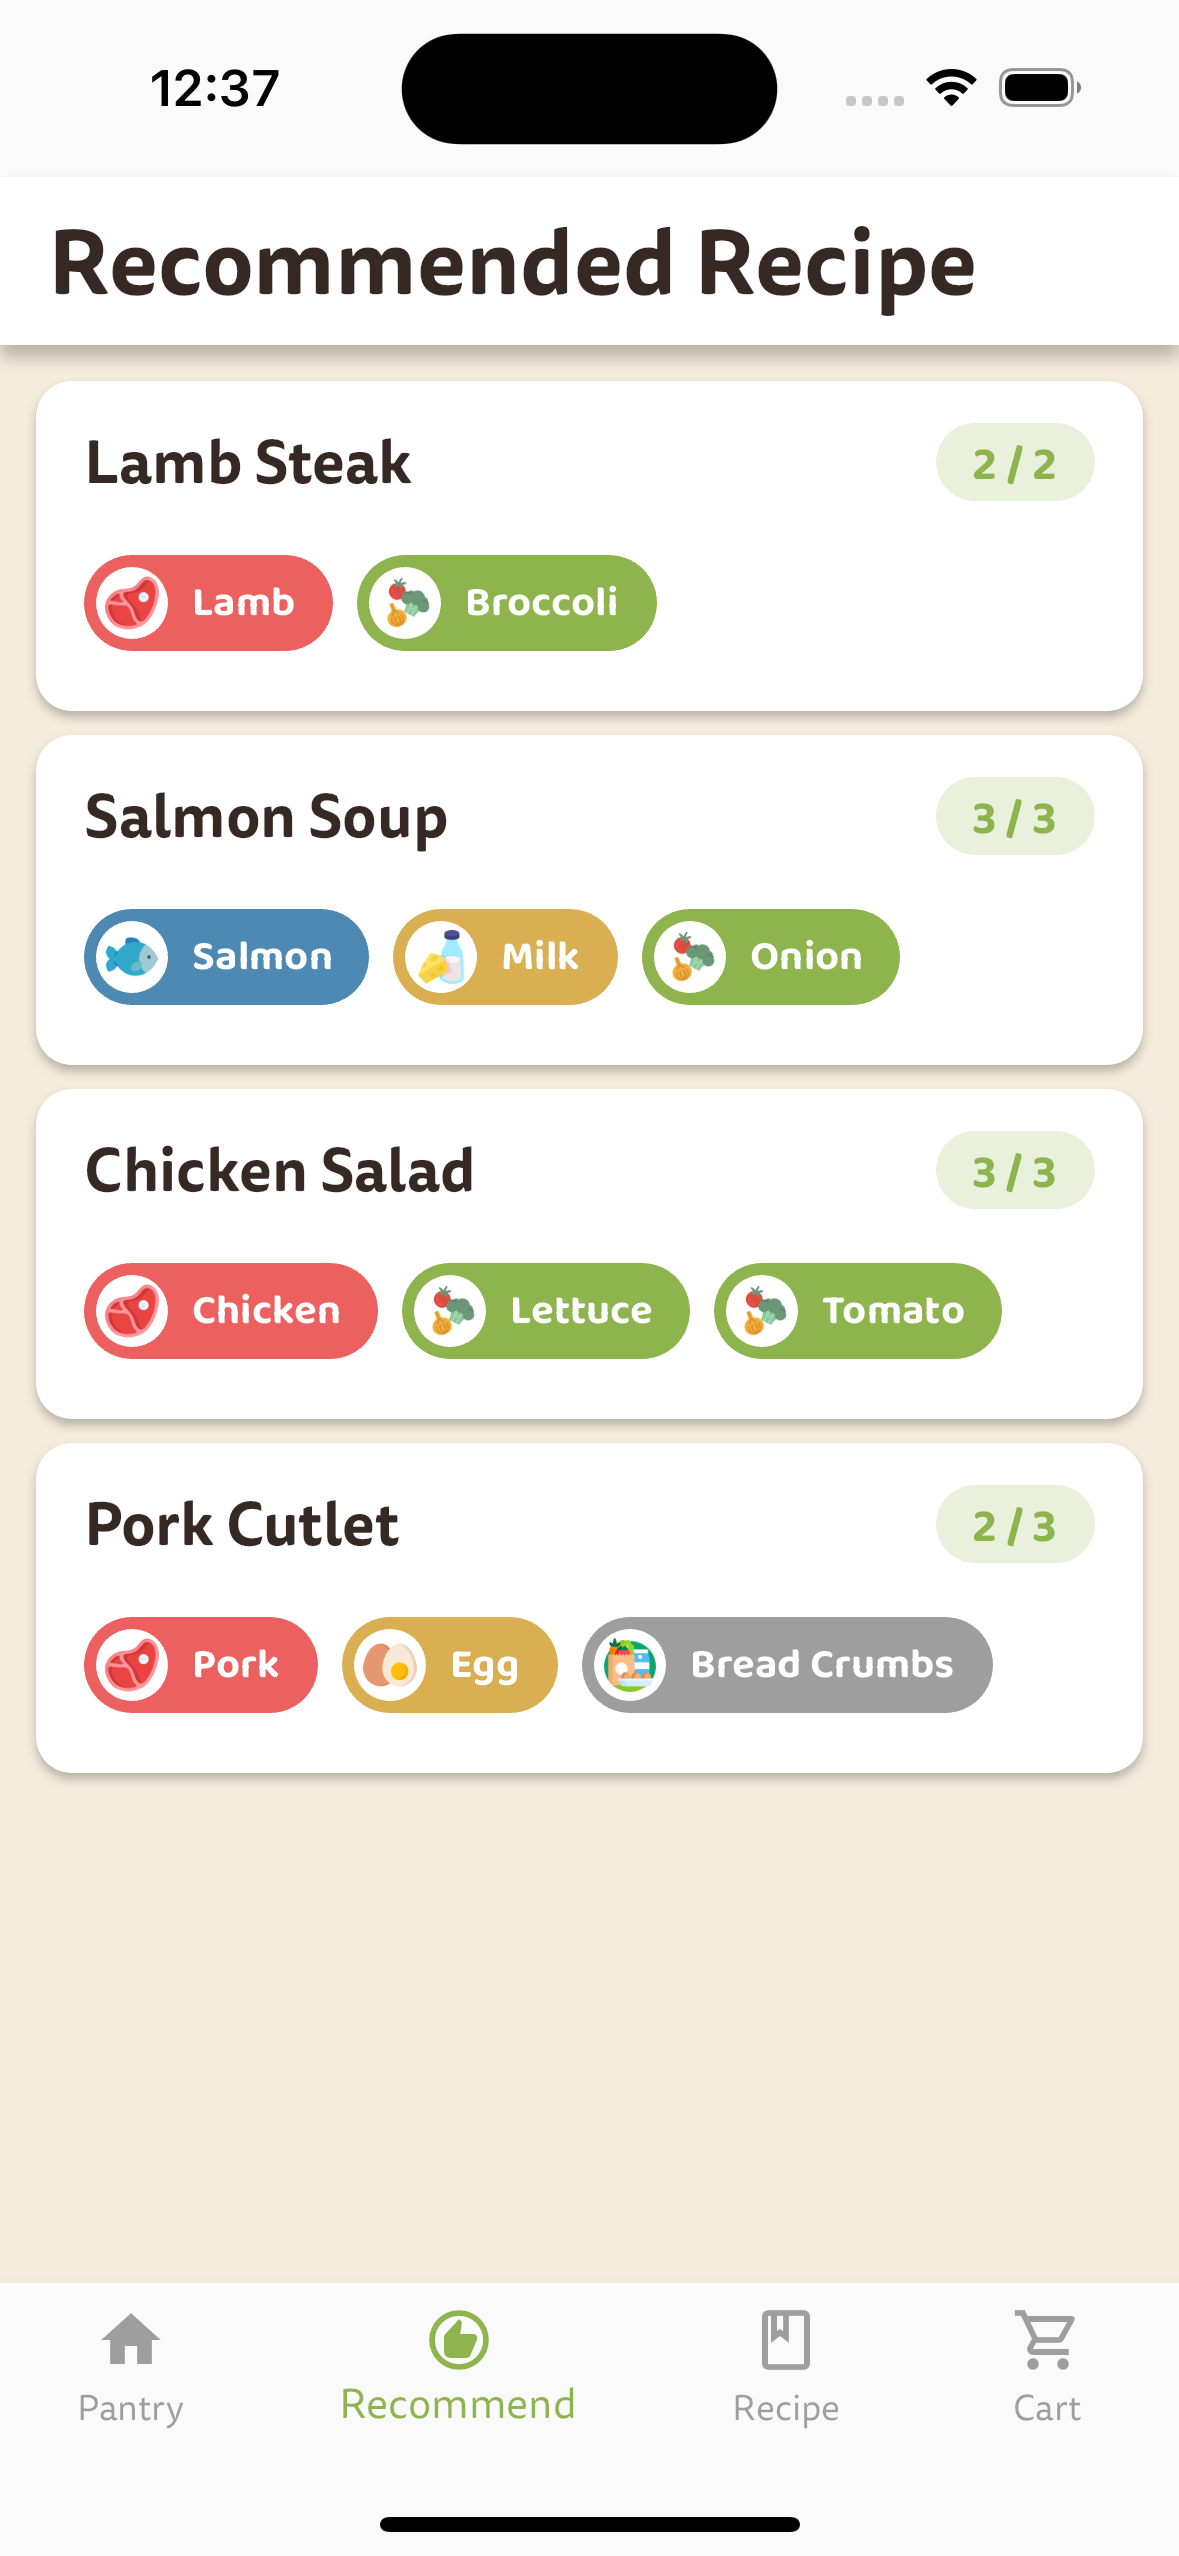 12:37
Recommended Recipe
Lamb Steak 2 / 2
Lamb Broccoli
Salmon Soup 3 / 3
Salmon Milk Onion
Chicken Salad 3 / 3
Chicken Lettuce Tomato
Pork Cutlet 2 / 3
Pork Egg Bread Crumbs
Pantry Recommend Recipe Cart